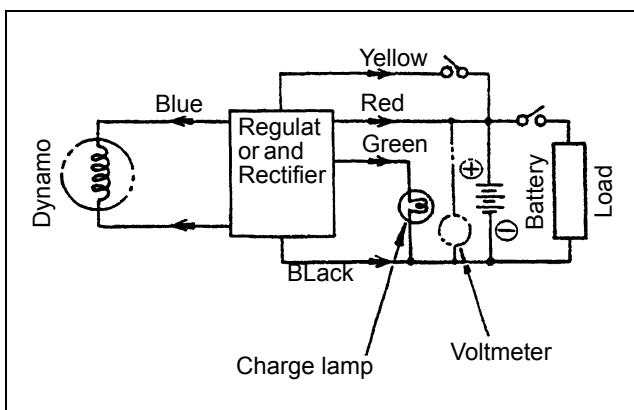 Yellow
Blue
Red
Regulat
or and
Rectifier
Green
Dynamo
Battery
Load
BLack
Charge lamp
Voltmeter